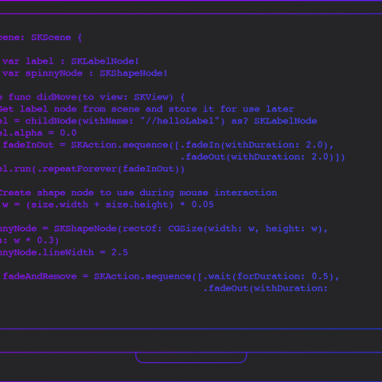 cene: SKScene {
var label : SKLabelNode!
var spinnyNode : SKShapeNode!
func didMove(to view: SKView) {
Get label node from scene and store it for use later
el = childNode(withName: "//helloLabel") as? SKLabelNode
el.alpha = 0.0
fadeInOut = SKAction.sequence([.fadeIn(withDuration: 2.0),
.fadeOut(withDuration: 2.0)])
el.run(.repeatForever(fadeInOut))
Create shape node to use during mouse interaction
w = (size.width + size.height) * 0.05
nnyNode = SKShapeNode(rectOf: CGSize(width: w, height: w),
: w * 0.3)
nnyNode.lineWidth = 2.5
fadeAndRemove = SKAction.sequence([.wait(forDuration: 0.5),
.fadeOut(withDuration: